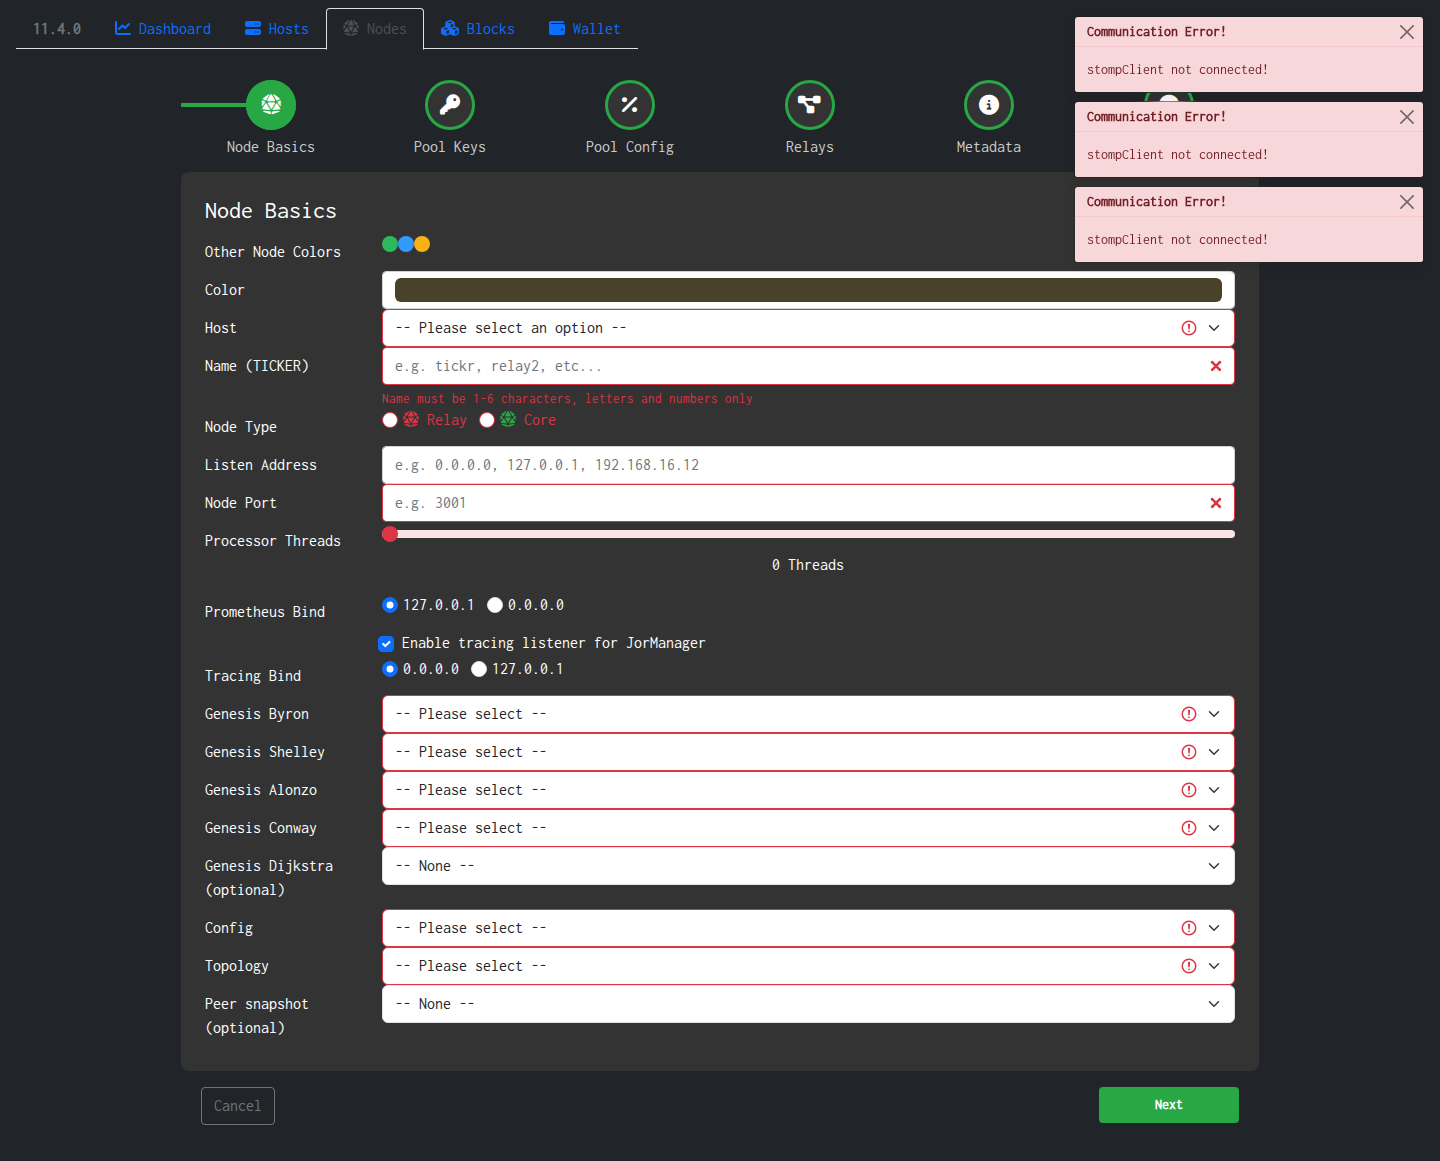 11.4.0 Dashboard Hosts Nodes Blocks Wallet
Communication Error!
stompClient not connected!
Communication Error!
stompClient not connected!
Communication Error!
stompClient not connected!
Node Basics Pool Keys Pool Config Relays Metadata
Node Basics
Other Node Colors
Color
Host -- Please select an option --
Name (TICKER) e.g. tickr, relay2, etc...
Name must be 1-6 characters, letters and numbers only
Node Type Relay Core
Listen Address e.g. 0.0.0.0, 127.0.0.1, 192.168.16.12
Node Port e.g. 3001
Processor Threads
0 Threads
Prometheus Bind 127.0.0.1 0.0.0.0
Enable tracing listener for JorManager
Tracing Bind 0.0.0.0 127.0.0.1
Genesis Byron -- Please select --
Genesis Shelley -- Please select --
Genesis Alonzo -- Please select --
Genesis Conway -- Please select --
Genesis Dijkstra -- None --
(optional)
Config -- Please select --
Topology -- Please select --
Peer snapshot -- None --
(optional)
Cancel Next